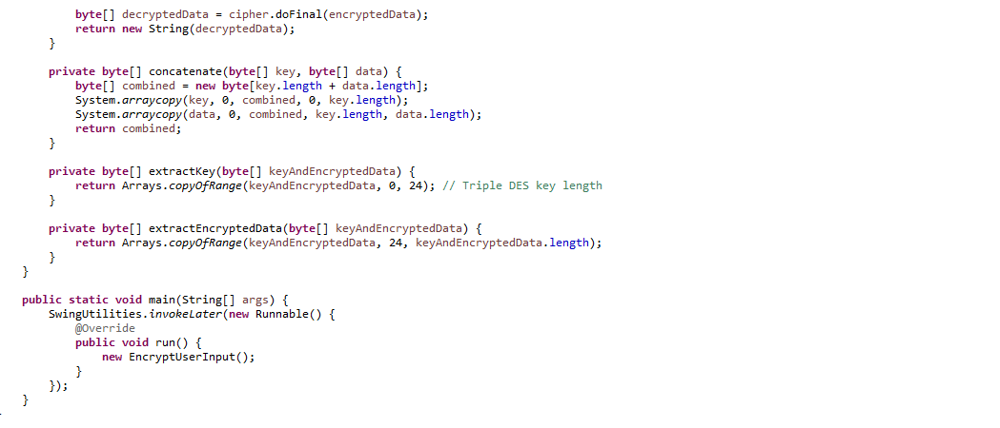 byte[] decryptedData = cipher.doFinal(encryptedData);
return new String(decryptedData);
}
private byte[] concatenate(byte[] key, byte[] data) {
byte[] combined = new byte[key.length + data.length];
System.arraycopy(key, 0, combined, 0, key.length);
System.arraycopy(data, 0, combined, key.length, data.length);
return combined;
}
private byte[] extractKey(byte[] keyAndEncryptedData) {
return Arrays.copyOfRange(keyAndEncryptedData, 0, 24); // Triple DES key length
}
private byte[] extractEncryptedData(byte[] keyAndEncryptedData) {
return Arrays.copyOfRange(keyAndEncryptedData, 24, keyAndEncryptedData.length);
}
}
public static void main(String[] args) {
SwingUtilities.invokeLater(new Runnable() {
@Override
public void run() {
new EncryptUserInput();
}
});
}